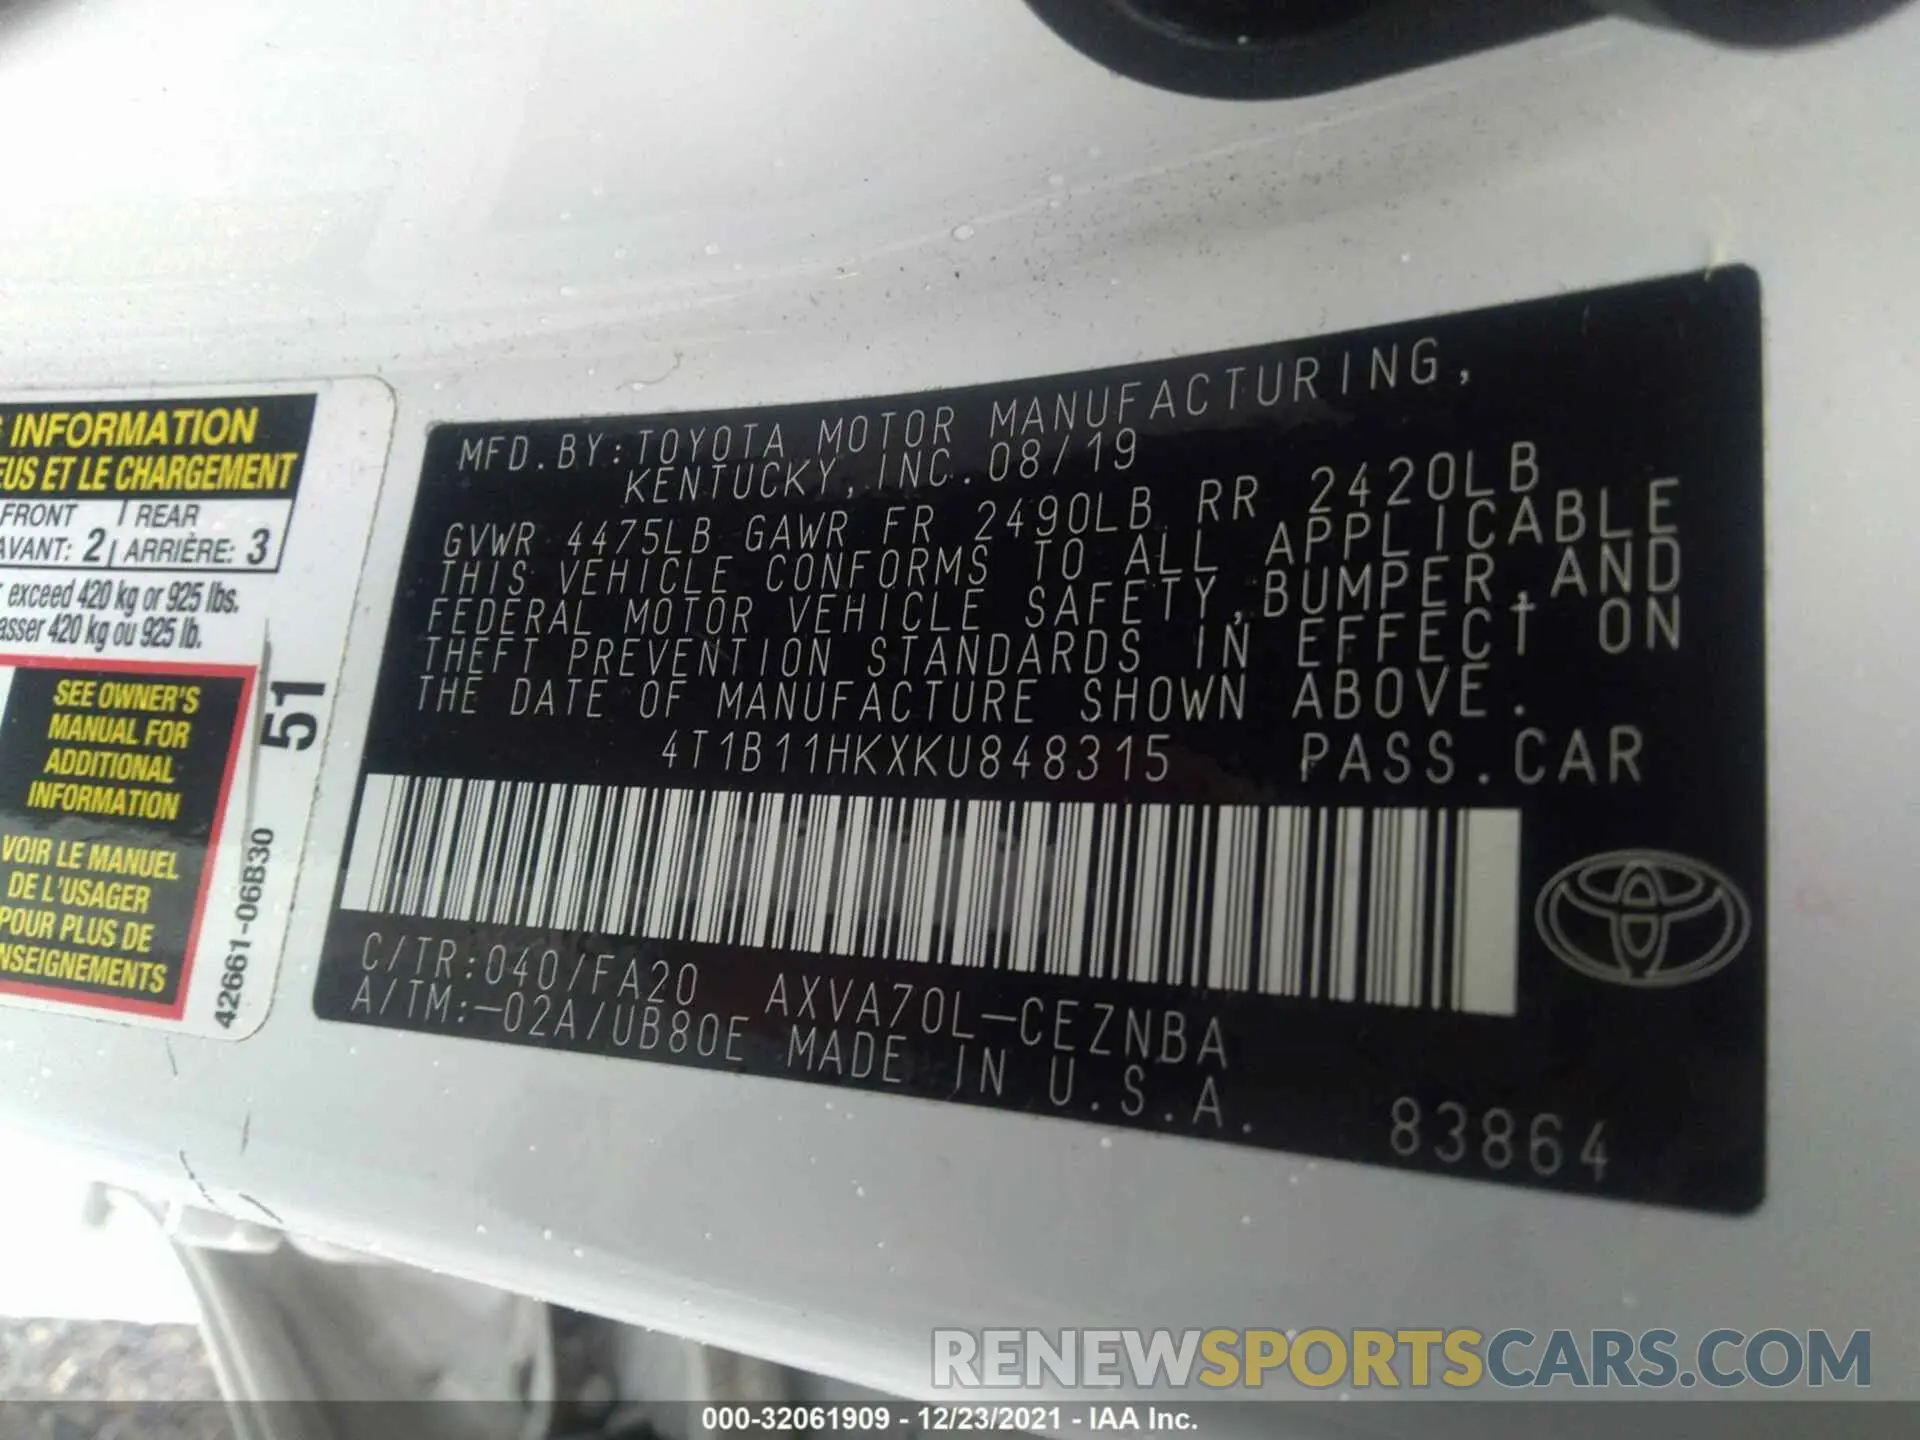 INFORMATION
EUS ET LE CHARGEMENT
FRONT REAR
AVANT: 2 ARRIÈRE: 3
exceed 420 kg or 925 lbs.
asser 420 kg ou 925 lb.
SEE OWNER'S
MANUAL FOR
ADDITIONAL
INFORMATION
VOIR LE MANUEL
DE L'USAGER
POUR PLUS DE
NSEIGNEMENTS
51
42661-06B30
MFD.BY:TOYOTA MOTOR MANUFACTURING,
KENTUCKY,INC.08/19
GVWR 4475LB GAWR FR 2490LB RR 2420LB
THIS VEHICLE CONFORMS TO ALL APPLICABLE
FEDERAL MOTOR VEHICLE SAFETY,BUMPER,AND
THEFT PREVENTION STANDARDS IN EFFECT ON
THE DATE OF MANUFACTURE SHOWN ABOVE.
4T1B11HKXKU848315 PASS.CAR
C/TR:040/FA20 AXVA70L-CEZNBA
A/TM:-02A/UB80E MADE IN U.S.A.
83864
RENEWSPORTSCARS.COM
000-32061909 - 12/23/2021 - IAA Inc.